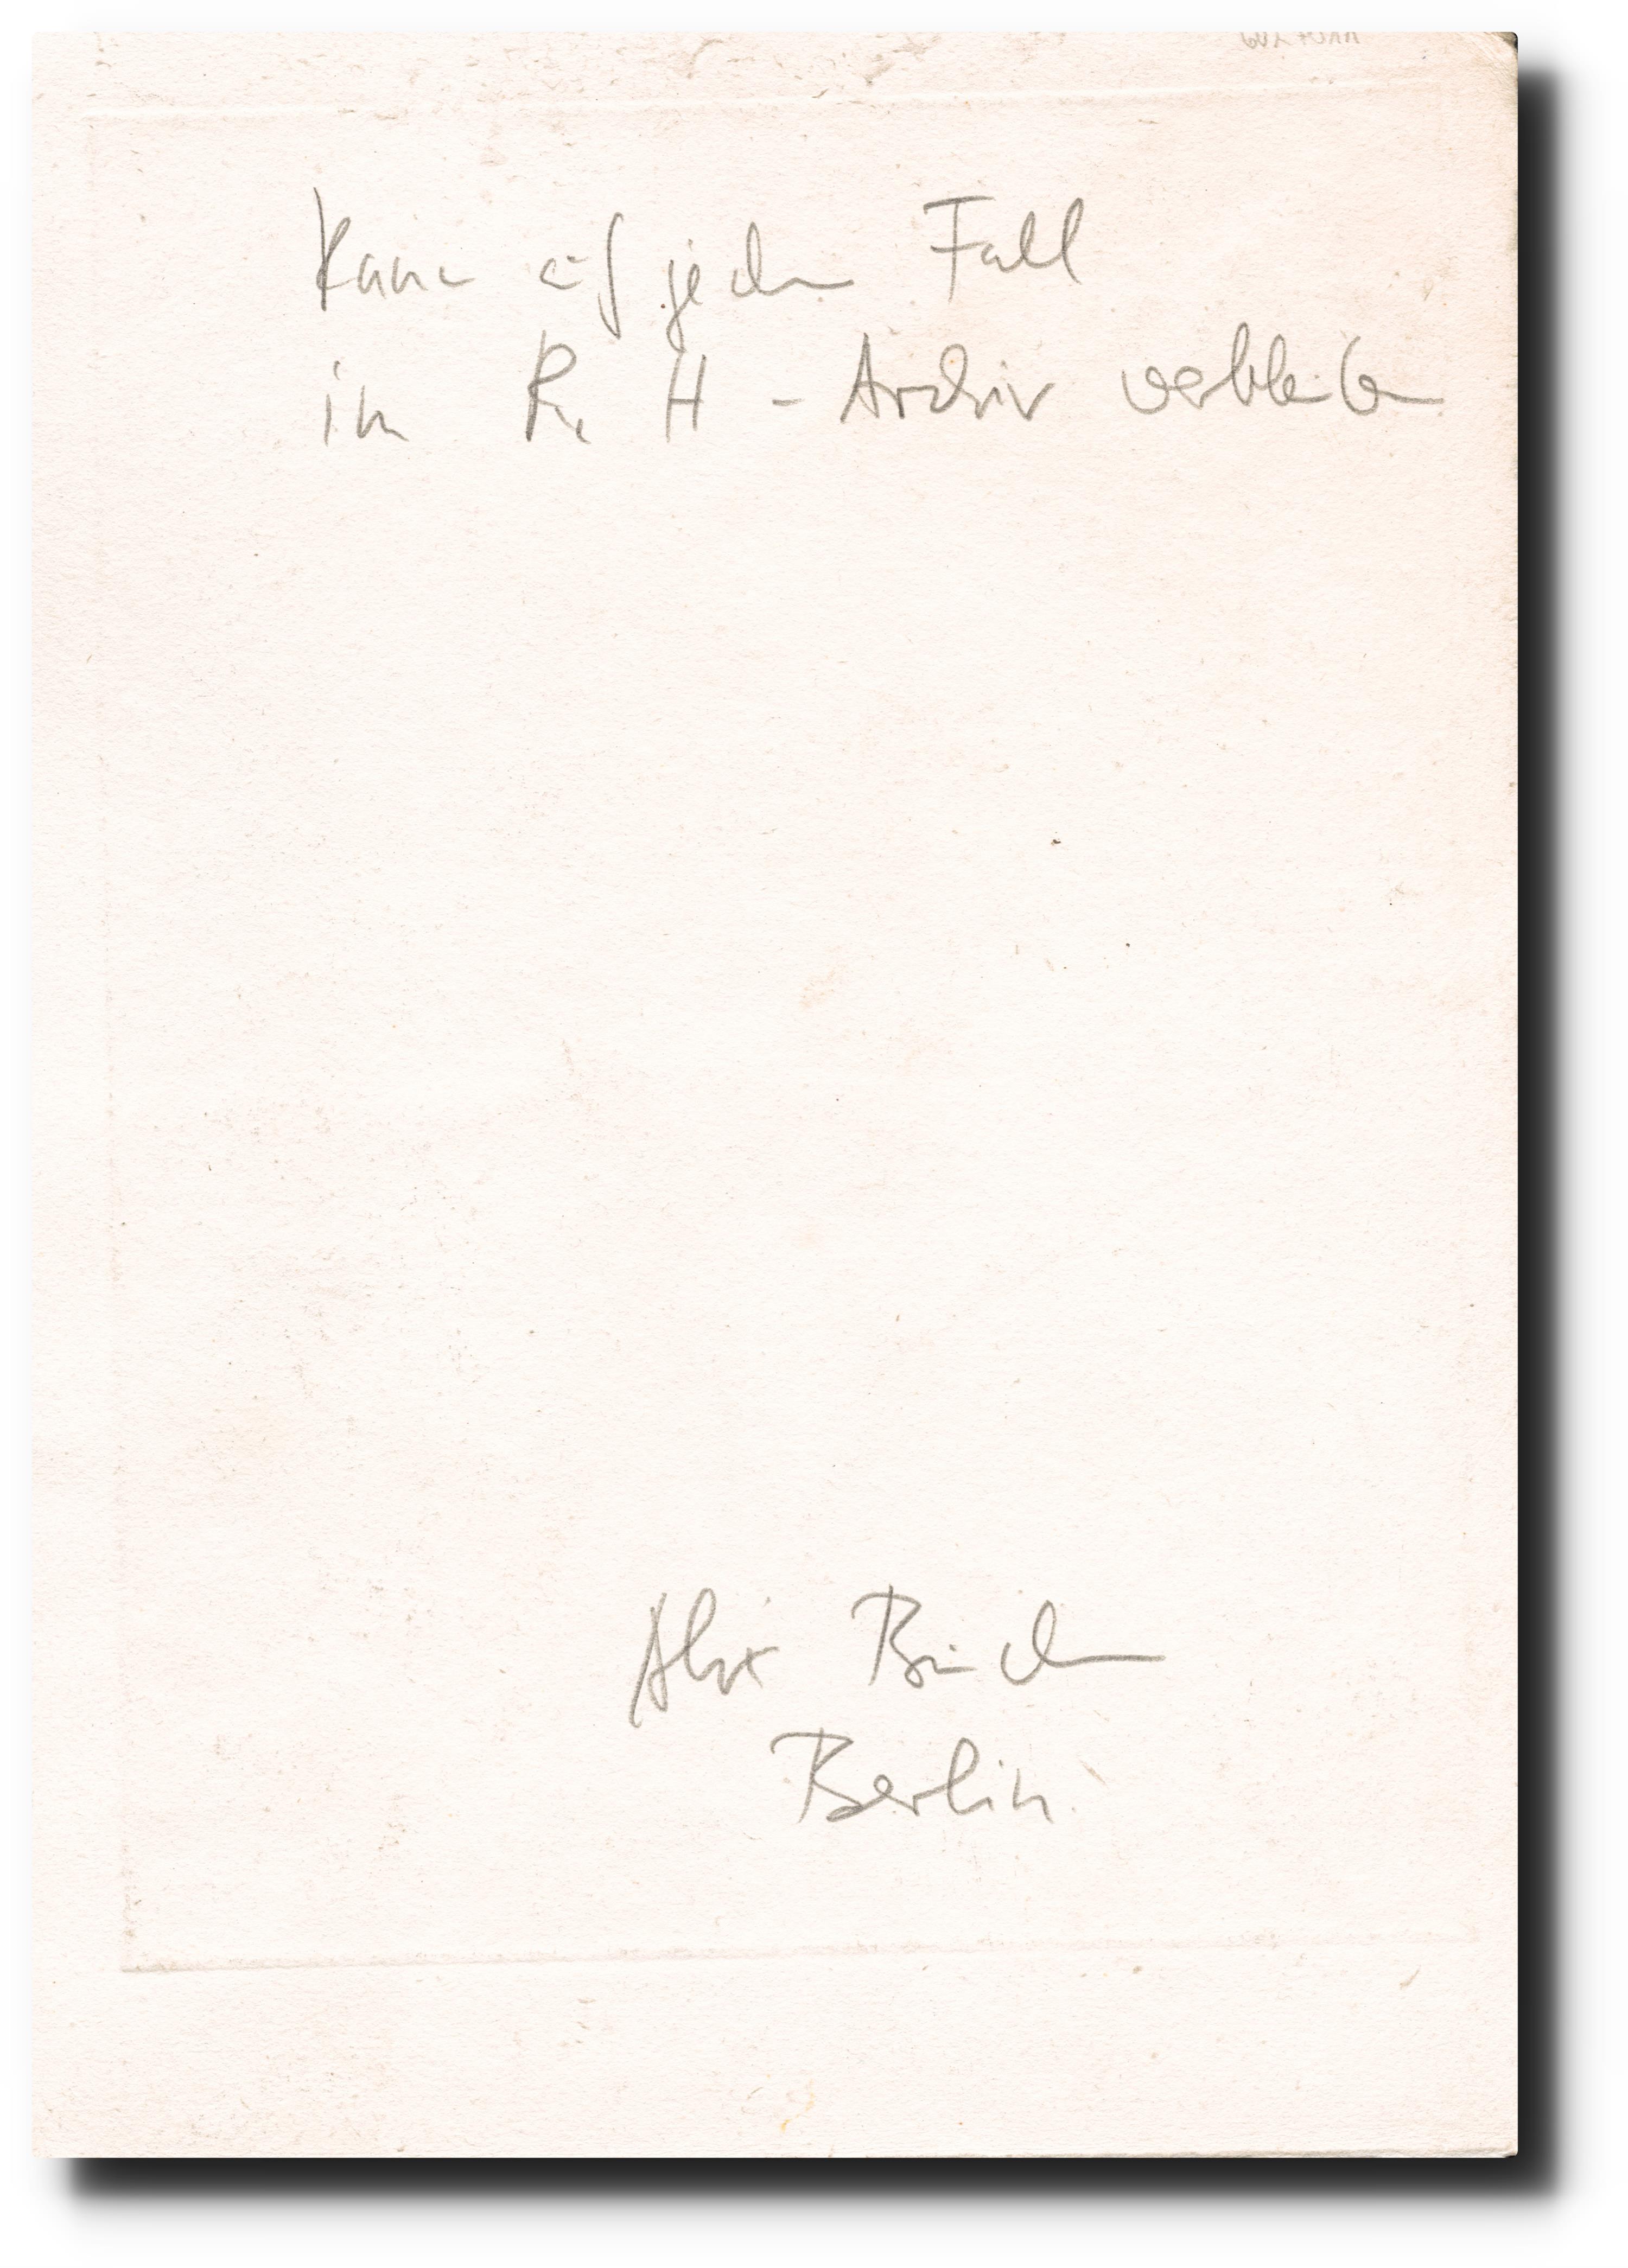 Kann auf jeden Fall
im R. H - Archiv verbleiben
Berlin